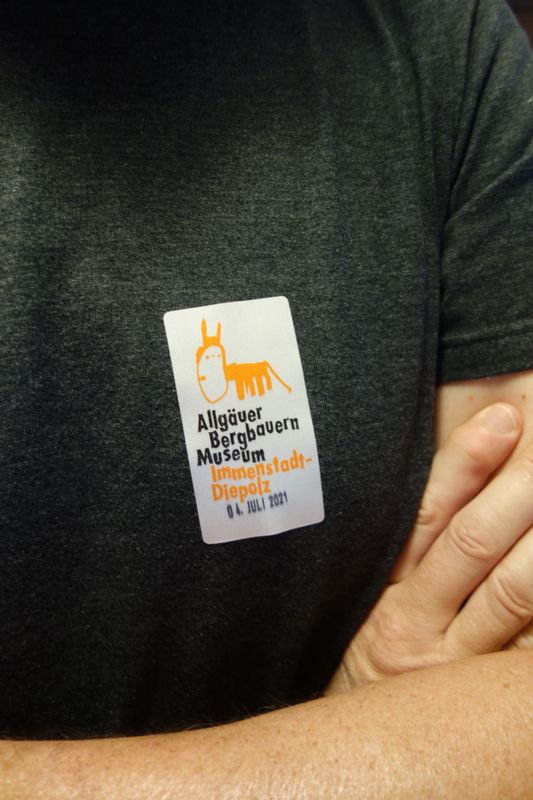 Allgäuer
Bergbauern
Museum
Immenstadt-
Diepolz
04. JULI 2021